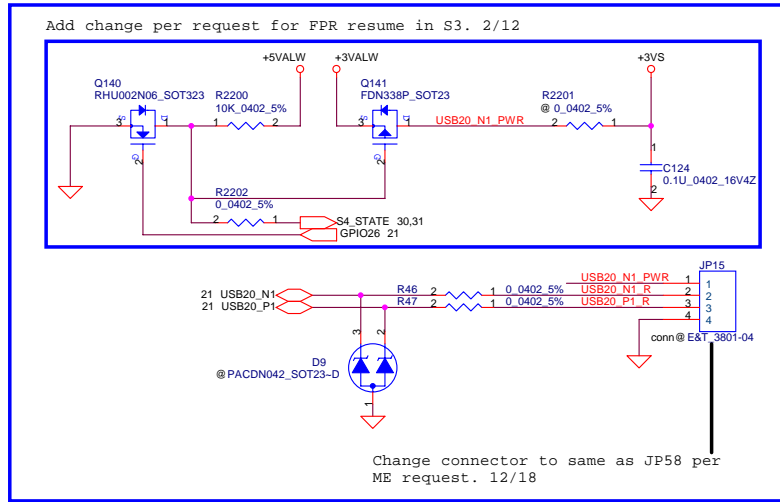 Add change per request for FPR resume in S3. 2/12
+5VALW +3VALW +3VS
Q140
RHU002N06_SOT323
R2200
10K_0402_5%
Q141
FDN338P_SOT23
R2201
@ 0_0402_5%
3 S D 1 1 2 3 S D 1 USB20_N1_PWR 2 1
G 2 G 2
1
C124
0.1U_0402_16V4Z
2
R2202
0_0402_5%
2 1 S4_STATE 30,31
GPIO26 21
JP15
USB20_N1_PWR 1 1
21 USB20_N1 R46 2 1 0_0402_5% USB20_N1_R 2 2
21 USB20_P1 R47 2 1 0_0402_5% USB20_P1_R 3 3
4 4
conn@ E&T_3801-04
3 2
D9
@PACDN042_SOT23~D
1
Change connector to same as JP58 per
ME request. 12/18